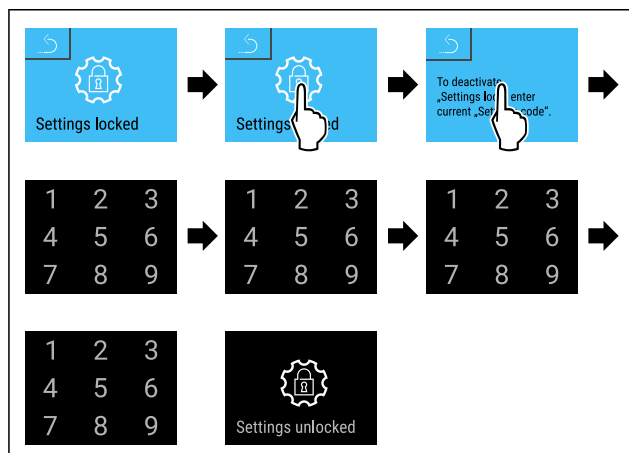 Settings locked
Settings
To deactivate
„Settings enter
current code".
1 2 3
4 5 6
7 8 9
1 2 3
4 5 6
7 8 9
1 2 3
4 5 6
7 8 9
1 2 3
4 5 6
7 8 9
Settings unlocked